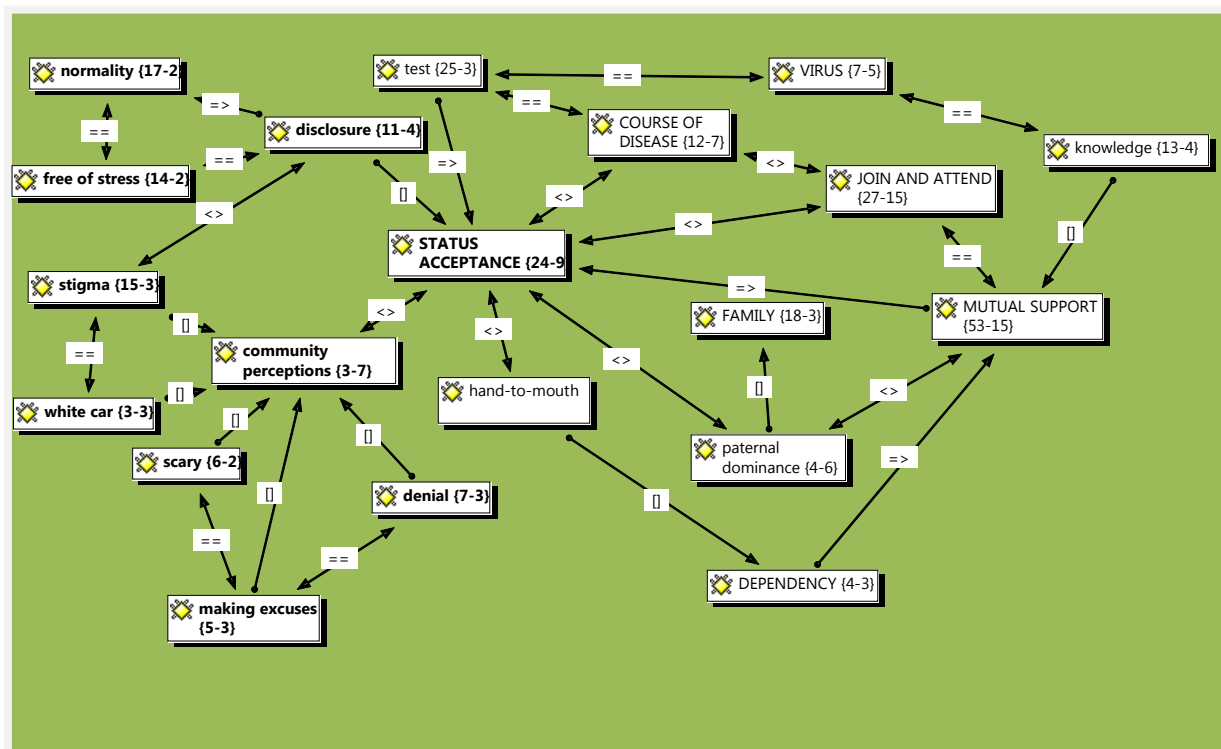 normality {17-2}
test {25-3}
==
VIRUS {7-5}
=>
==
==
==
disclosure {11-4}
COURSE OF
DISEASE {12-7}
knowledge {13-4}
==
=>
<>
free of stress {14-2}
[]
<>
JOIN AND ATTEND
{27-15}
<>
<>
[]
STATUS
ACCEPTANCE {24-9
==
stigma {15-3}
=>
MUTUAL SUPPORT
{53-15}
[]
<>
<>
FAMILY {18-3}
==
community
perceptions {3-7}
<>
[]
hand-to-mouth
<>
white car {3-3}
[]
[]
[]
paternal
dominance {4-6}
scary {6-2}
=>
[]
denial {7-3}
[]
==
==
DEPENDENCY {4-3}
making excuses
{5-3}